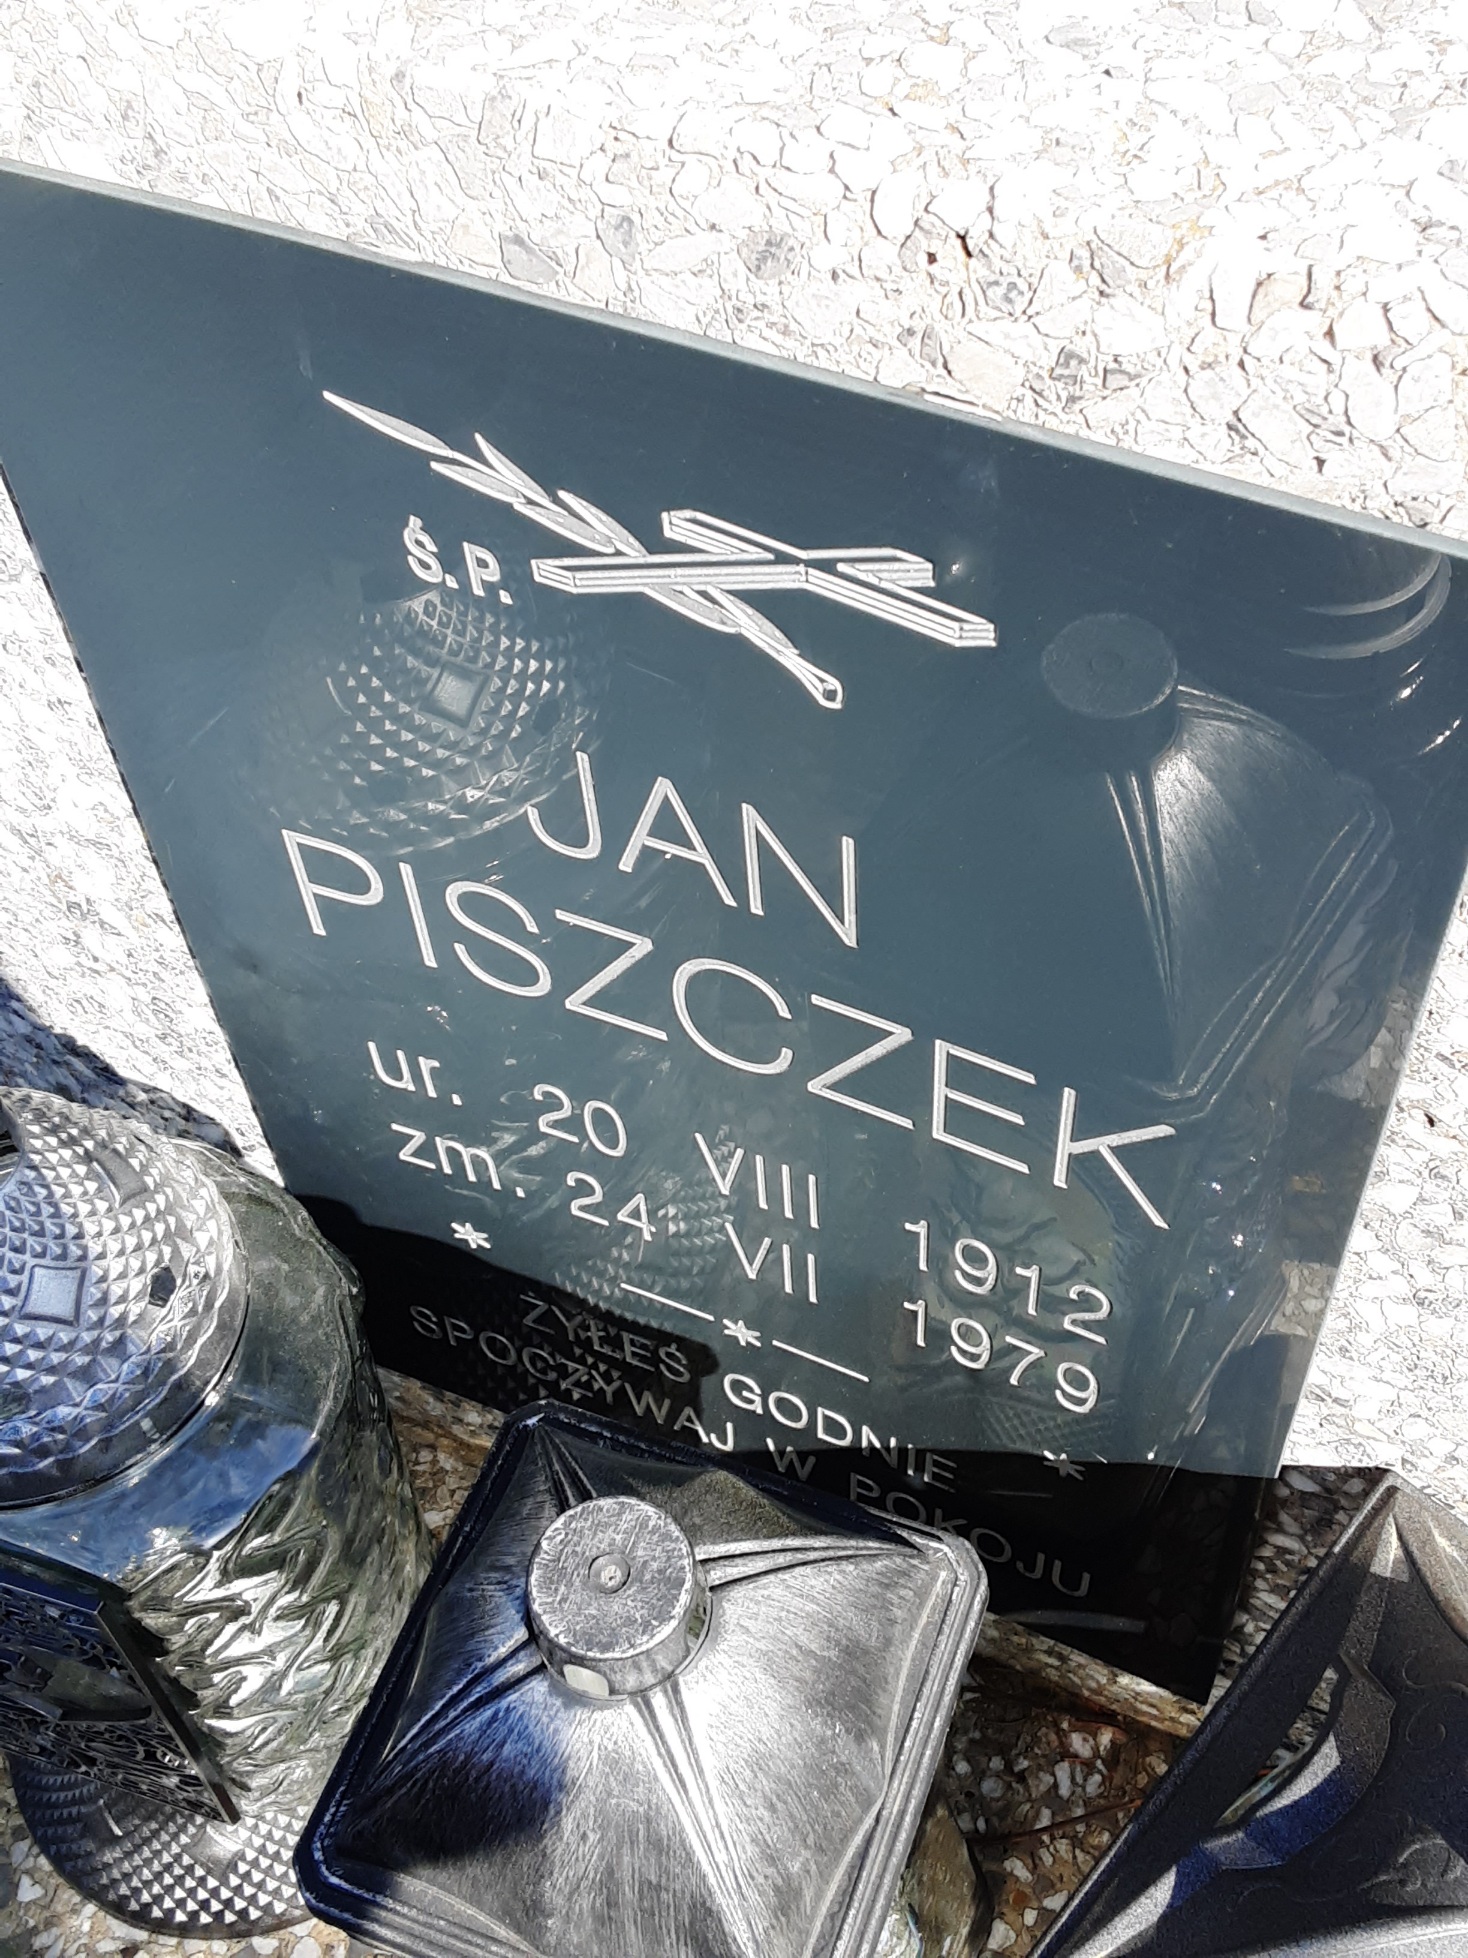 Ś.P.
JAN
PISZCZEK
ur. 20 VIII 1912
zm. 24 VII 1979
* —*— *
ŻYŁEŚ GODNIE
SPOCZYWAJ W POKOJU